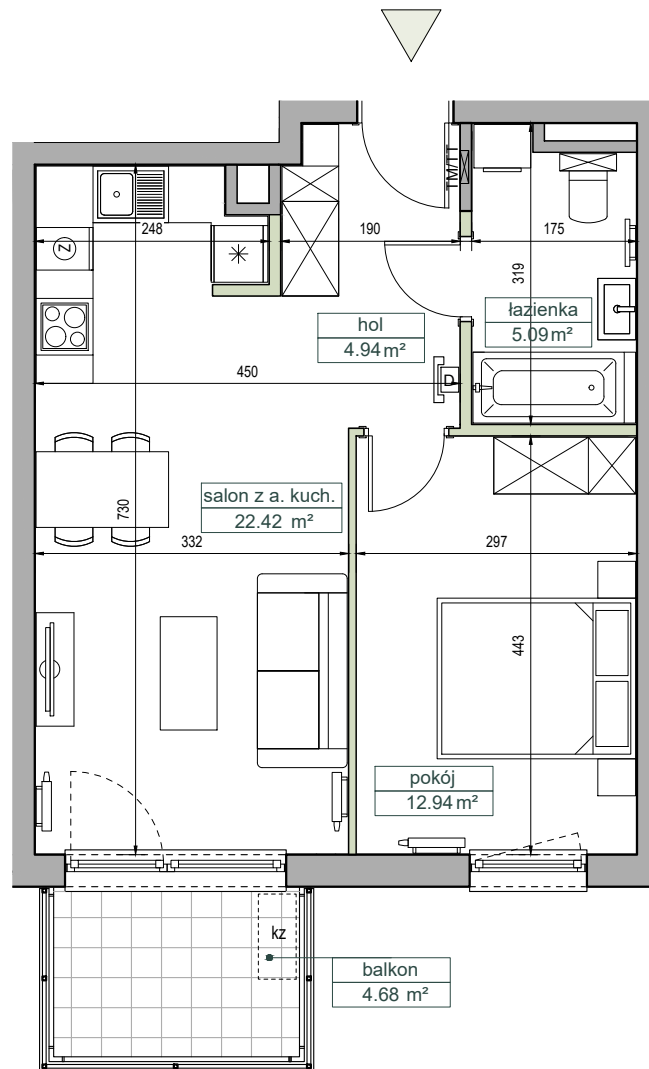 TM/TT
248
190
175
Z
319
hol
4.94 m²
łazienka
5.09 m²
450
D
salon z a. kuch.
22.42 m²
730
332
297
443
pokój
12.94 m²
kz
balkon
4.68 m²